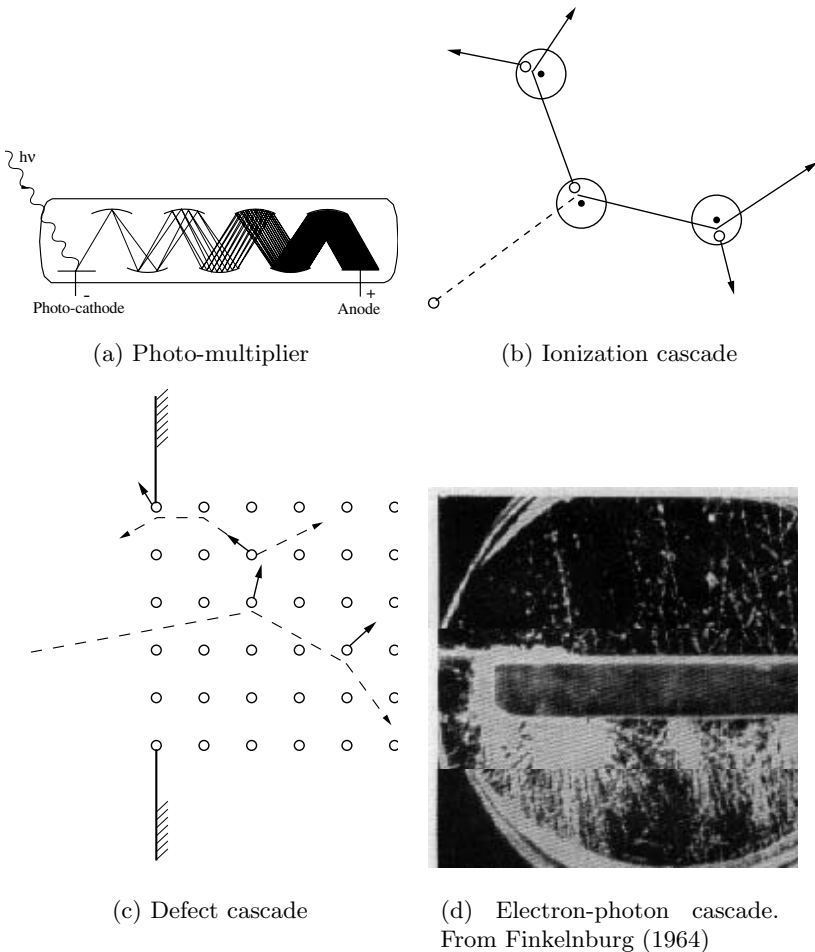 hν
-
+
Photo-cathode
Anode
(a) Photo-multiplier
(b) Ionization cascade
(c) Defect cascade
(d) Electron-photon cascade.
From Finkelnburg (1964)